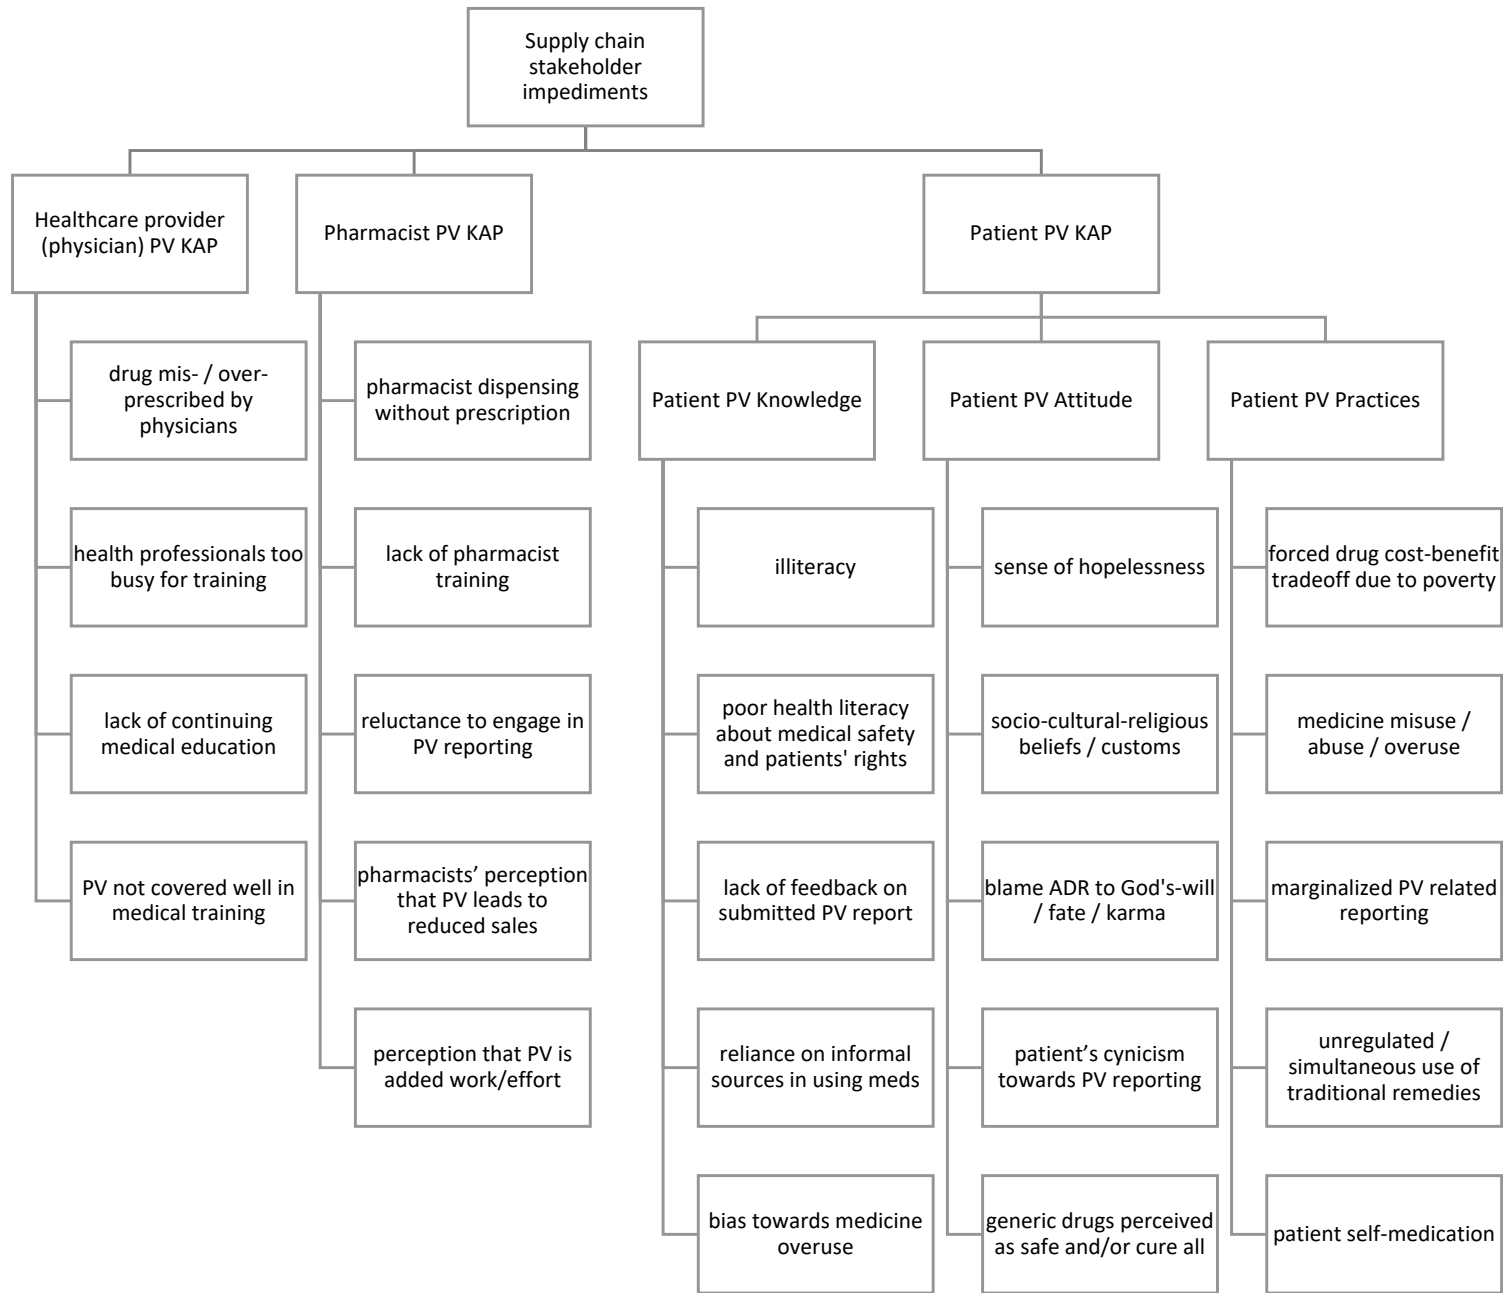 Supply chain
stakeholder
impediments
Healthcare provider
(physician) PV KAP
Pharmacist PV KAP
Patient PV KAP
drug mis- / over-
prescribed by
physicians
health professionals too
busy for training
lack of continuing
medical education
PV not covered well in
medical training
pharmacist dispensing
without prescription
lack of pharmacist
training
reluctance to engage in
PV reporting
pharmacists’ perception
that PV leads to
reduced sales
perception that PV is
added work/effort
Patient PV Knowledge
Patient PV Attitude
Patient PV Practices
illiteracy
poor health literacy
about medical safety
and patients' rights
lack of feedback on
submitted PV report
reliance on informal
sources in using meds
bias towards medicine
overuse
sense of hopelessness
socio-cultural-religious
beliefs / customs
blame ADR to God's-will
/ fate / karma
patient’s cynicism
towards PV reporting
generic drugs perceived
as safe and/or cure all
forced drug cost-benefit
tradeoff due to poverty
medicine misuse /
abuse / overuse
marginalized PV related
reporting
unregulated /
simultaneous use of
traditional remedies
patient self-medication